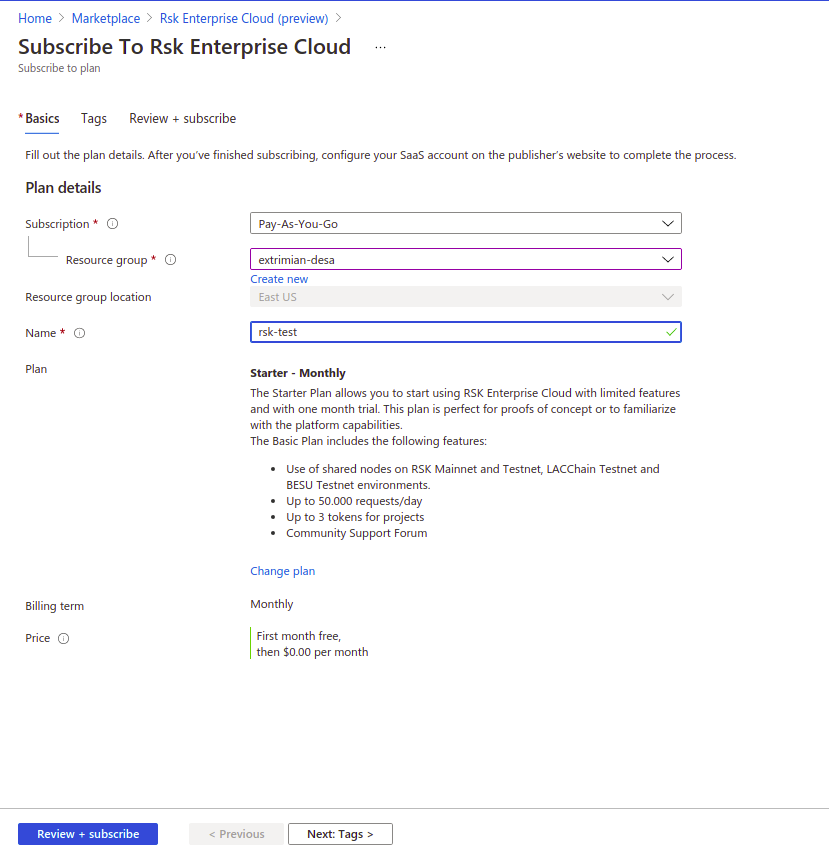 Home > Marketplace > Rsk Enterprise Cloud (preview) >
Subscribe To Rsk Enterprise Cloud ...
Subscribe to plan
* Basics Tags Review + subscribe
Fill out the plan details. After you've finished subscribing, configure your SaaS account on the publisher's website to complete the process.
Plan details
Subscription * Pay-As-You-Go
Resource group * extrimian-desa
Create new
Resource group location East US
Name * rsk-test
Plan
Starter - Monthly
The Starter Plan allows you to start using RSK Enterprise Cloud with limited features
and with one month trial. This plan is perfect for proofs of concept or to familiarize
with the platform capabilities.
The Basic Plan includes the following features:
• Use of shared nodes on RSK Mainnet and Testnet, LACChain Testnet and
BESU Testnet environments.
• Up to 50.000 requests/day
• Up to 3 tokens for projects
• Community Support Forum
Change plan
Billing term Monthly
Price First month free,
then $0.00 per month
Review + subscribe < Previous Next: Tags >